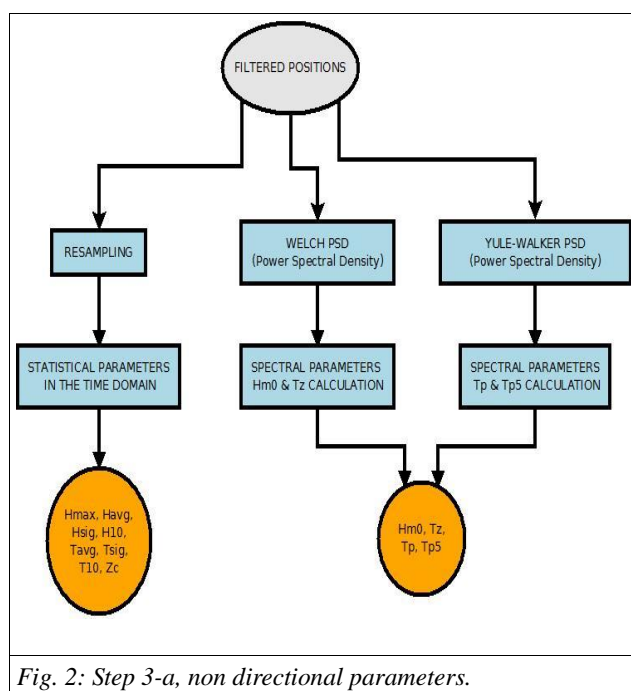 FILTERED POSITIONS
RESAMPLING
WELCH PSD
(Power Spectral Density)
YULE-WALKER PSD
(Power Spectral Density)
STATISTICAL PARAMETERS
IN THE TIME DOMAIN
SPECTRAL PARAMETERS
Hm0 & Tz CALCULATION
SPECTRAL PARAMETERS
Tp & Tp5 CALCULATION
Hmax, Havg,
Hsig, H10,
Tavg, Tsig,
T10, Zc
Hm0, Tz,
Tp, Tp5
Fig. 2: Step 3-a, non directional parameters.